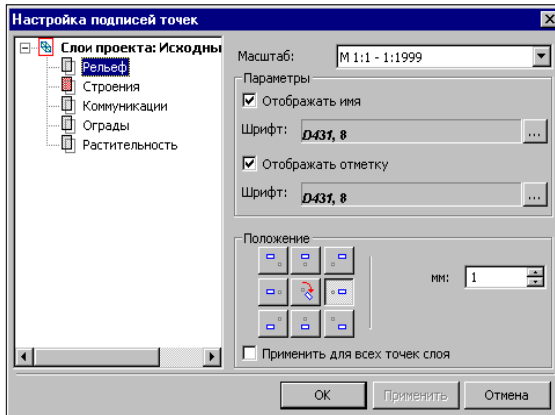 Настройка подписей точек
Слои проекта: Исходны
Рельеф
Строения
Коммуникации
Ограды
Растительность
Масштаб: М 1:1 - 1:1999
Параметры
Отображать имя
Шрифт: D431, 8 ...
Отображать отметку
Шрифт: D431, 8 ...
Положение
мм: 1
Применить для всех точек слоя
OK Применить Отмена